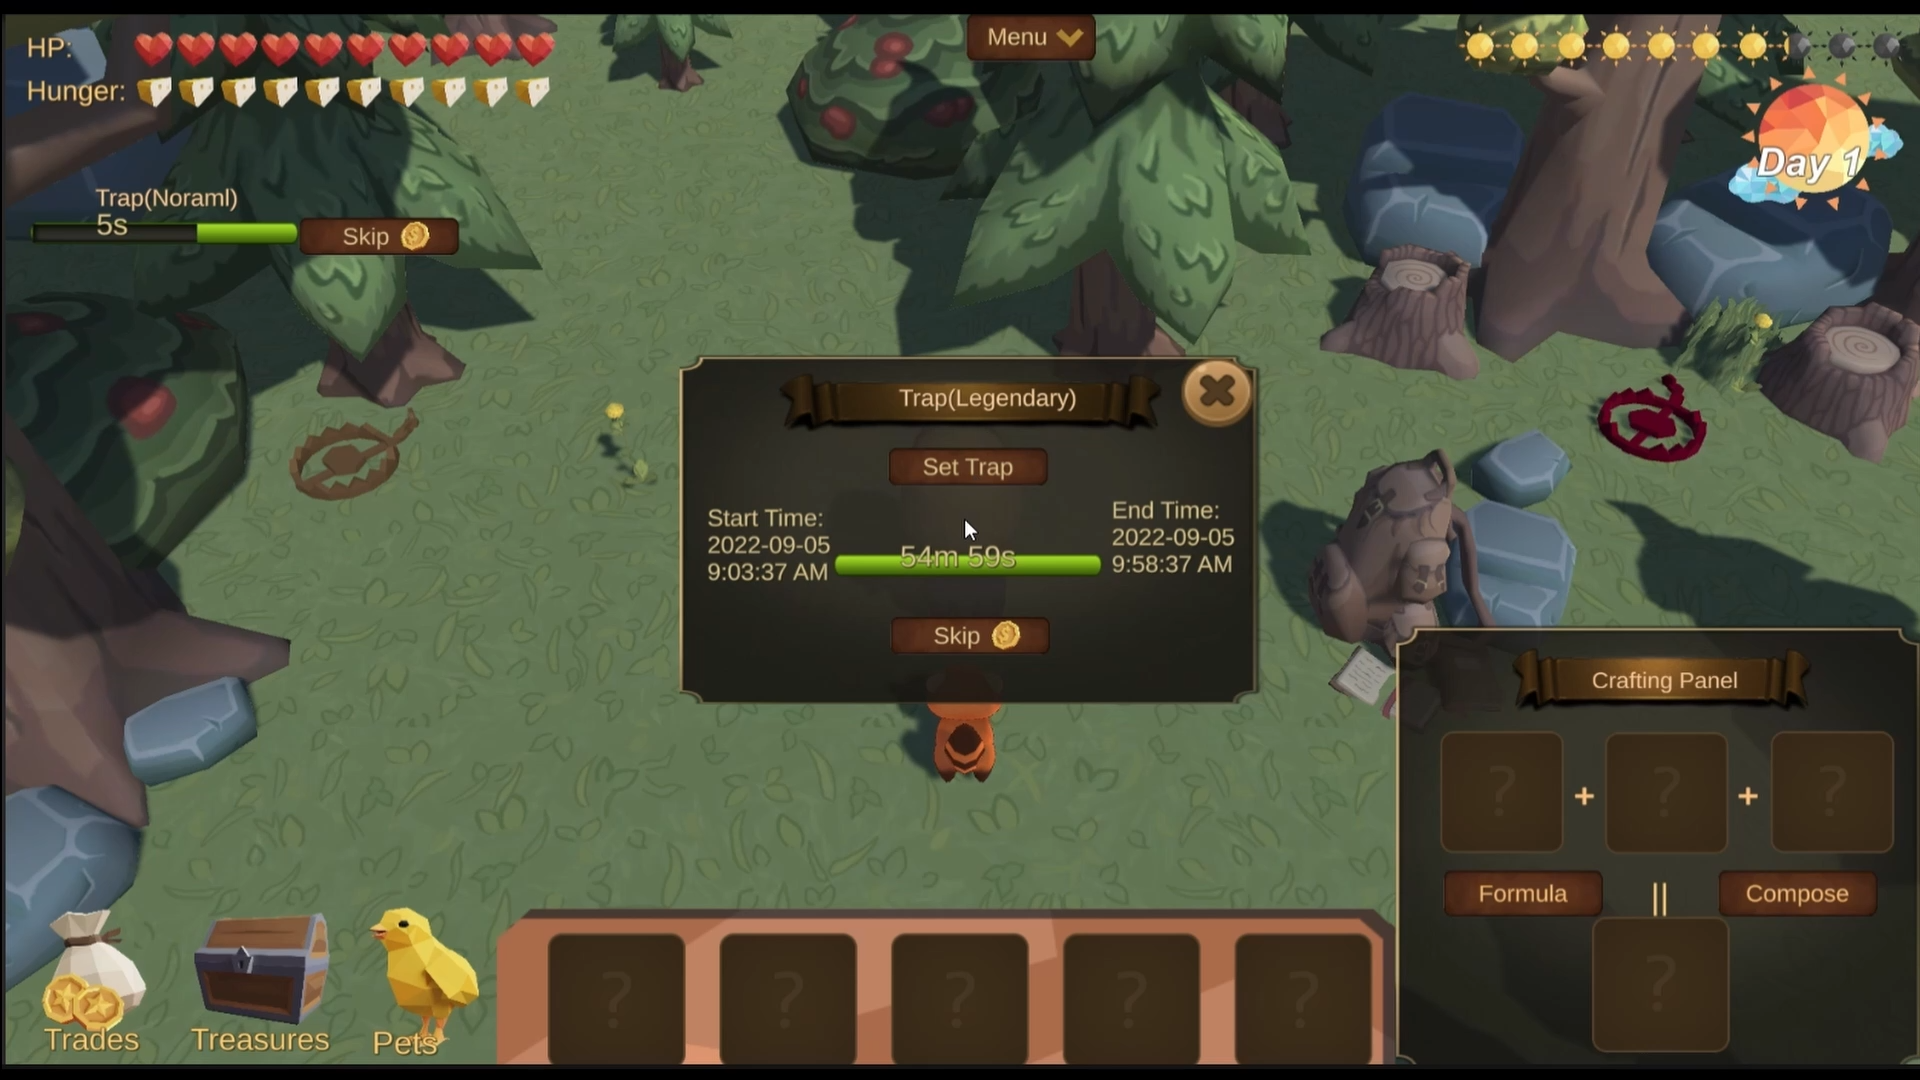 HP:
Hunger:
Menu
Day 1
Trap(Noraml)
5s
Skip
Trap(Legendary)
Set Trap
Start Time:
2022-09-05
9:03:37 AM
54m 59s
End Time:
2022-09-05
9:58:37 AM
Skip
Crafting Panel
? + ? + ?
Formula
||
Compose
?
Trades
Treasures
Pets
? ? ? ? ?